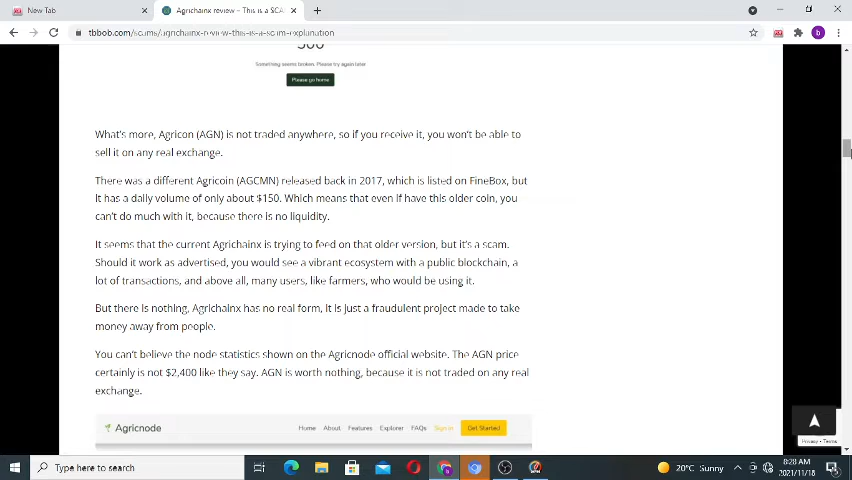 New Tab
Agrichainx review – This is a SCA
tbbob.com/scams/agrichainx-review-this-is-a-scam-explanation
b
500
Something seems broken. Please try again later
Please go home
What's more, Agricon (AGN) is not traded anywhere, so if you receive it, you won't be able to
sell it on any real exchange.
There was a different Agricoin (AGCMN) released back in 2017, which is listed on FineBox, but
it has a daily volume of only about $150. Which means that even if have this older coin, you
can't do much with it, because there is no liquidity.
It seems that the current Agrichainx is trying to feed on that older version, but it's a scam.
Should it work as advertised, you would see a vibrant ecosystem with a public blockchain, a
lot of transactions, and above all, many users, like farmers, who would be using it.
But there is nothing, Agrichainx has no real form, it is just a fraudulent project made to take
money away from people.
You can't believe the node statistics shown on the Agricnode official website. The AGN price
certainly is not $2,400 like they say. AGN is worth nothing, because it is not traded on any real
exchange.
Agricnode Home About Features Explorer FAQs Sign in Get Started
Privacy - Terms
Type here to search
20°C Sunny
8:28 AM
2021/11/18